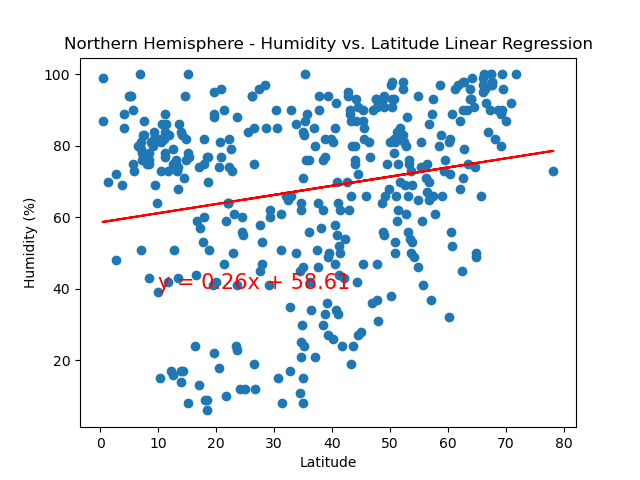 Northern Hemisphere - Humidity vs. Latitude Linear Regression
100
80
60
40
20
Humidity (%)
y = 0.26x + 58.61
0 10 20 30 40 50 60 70 80
Latitude